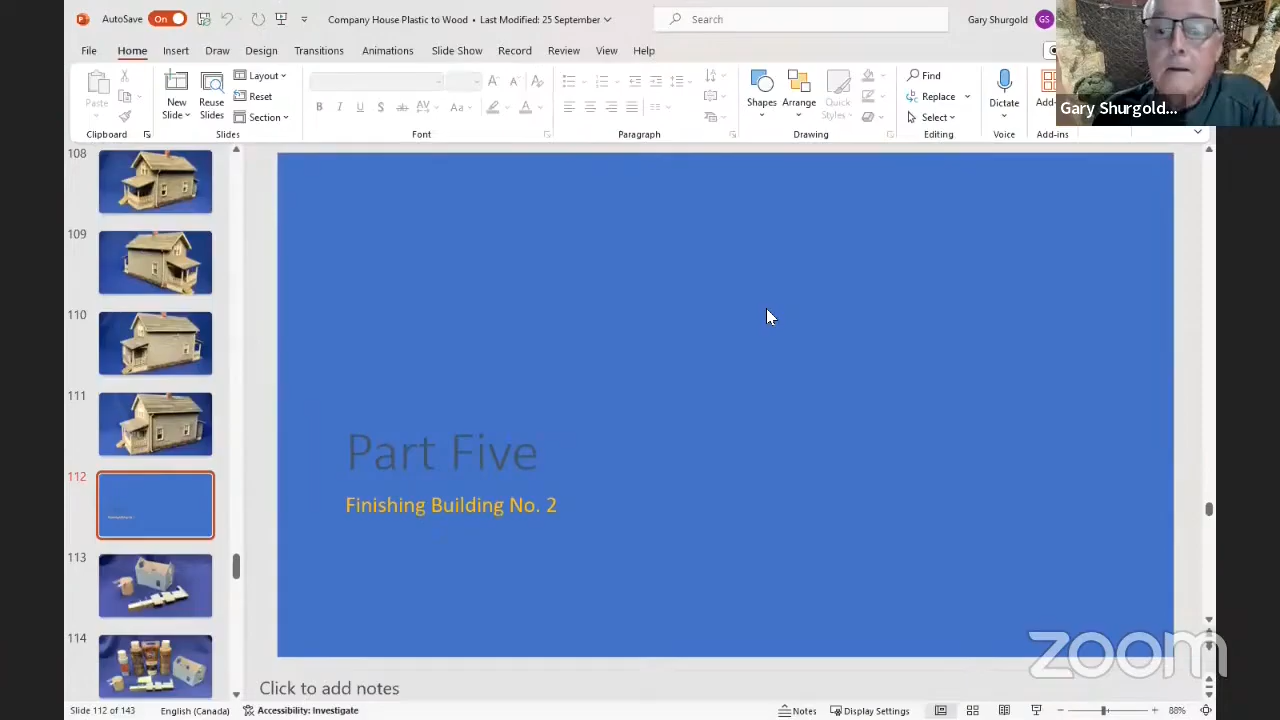 AutoSave On Company House Plastic to Wood • Last Modified: 25 September Search Gary Shurgold GS
File Home Insert Draw Design Transitions Animations Slide Show Record Review View Help
Paste New Slide Reuse Slides Layout Reset Section Shapes Arrange Quick Styles Find Replace Select Dictate
Clipboard Slides Font Paragraph Drawing Editing Voice Add-ins
Gary Shurgold...
108
109
110
111
112
113
114
Part Five
Finishing Building No. 2
zoom
Click to add notes
Slide 112 of 143 English (Canada) Accessibility: Investigate Notes Display Settings 88%